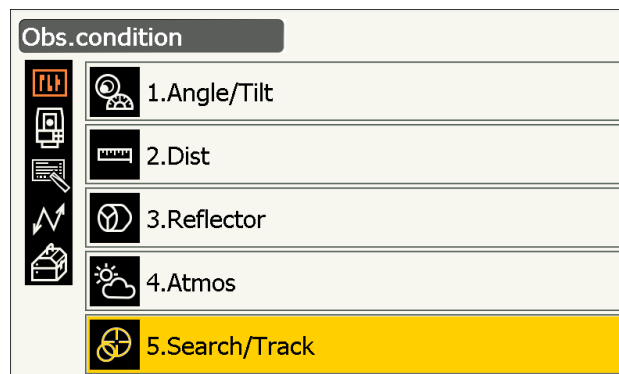 Obs.condition
1.Angle/Tilt
2.Dist
3.Reflector
4.Atmos
5.Search/Track